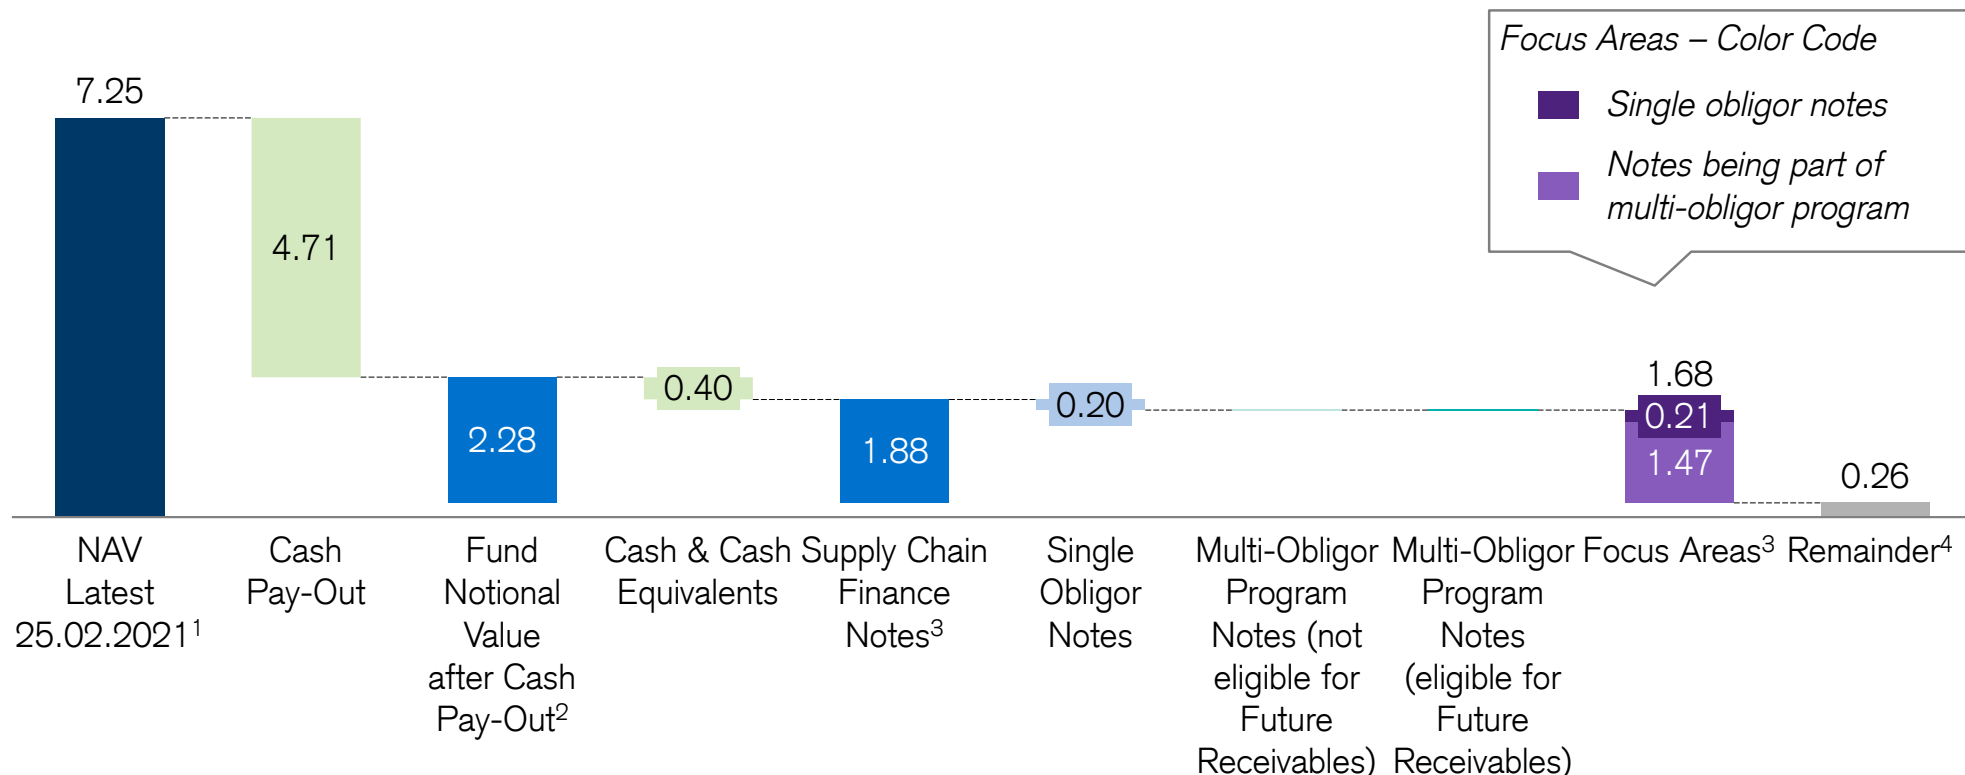 Focus Areas – Color Code
Single obligor notes
Notes being part of
multi-obligor program
7.25
4.71
2.28
0.40
1.88
0.20
1.68
0.21
1.47
0.26
NAV
Latest
25.02.2021¹
Cash
Pay-Out
Fund
Notional
Value
after Cash
Pay-Out²
Cash & Cash
Equivalents
Supply Chain
Finance
Notes³
Single
Obligor
Notes
Multi-Obligor
Program
Notes (not
eligible for
Future
Receivables)
Multi-Obligor
Program
Notes
(eligible for
Future
Receivables)
Focus Areas³
Remainder⁴